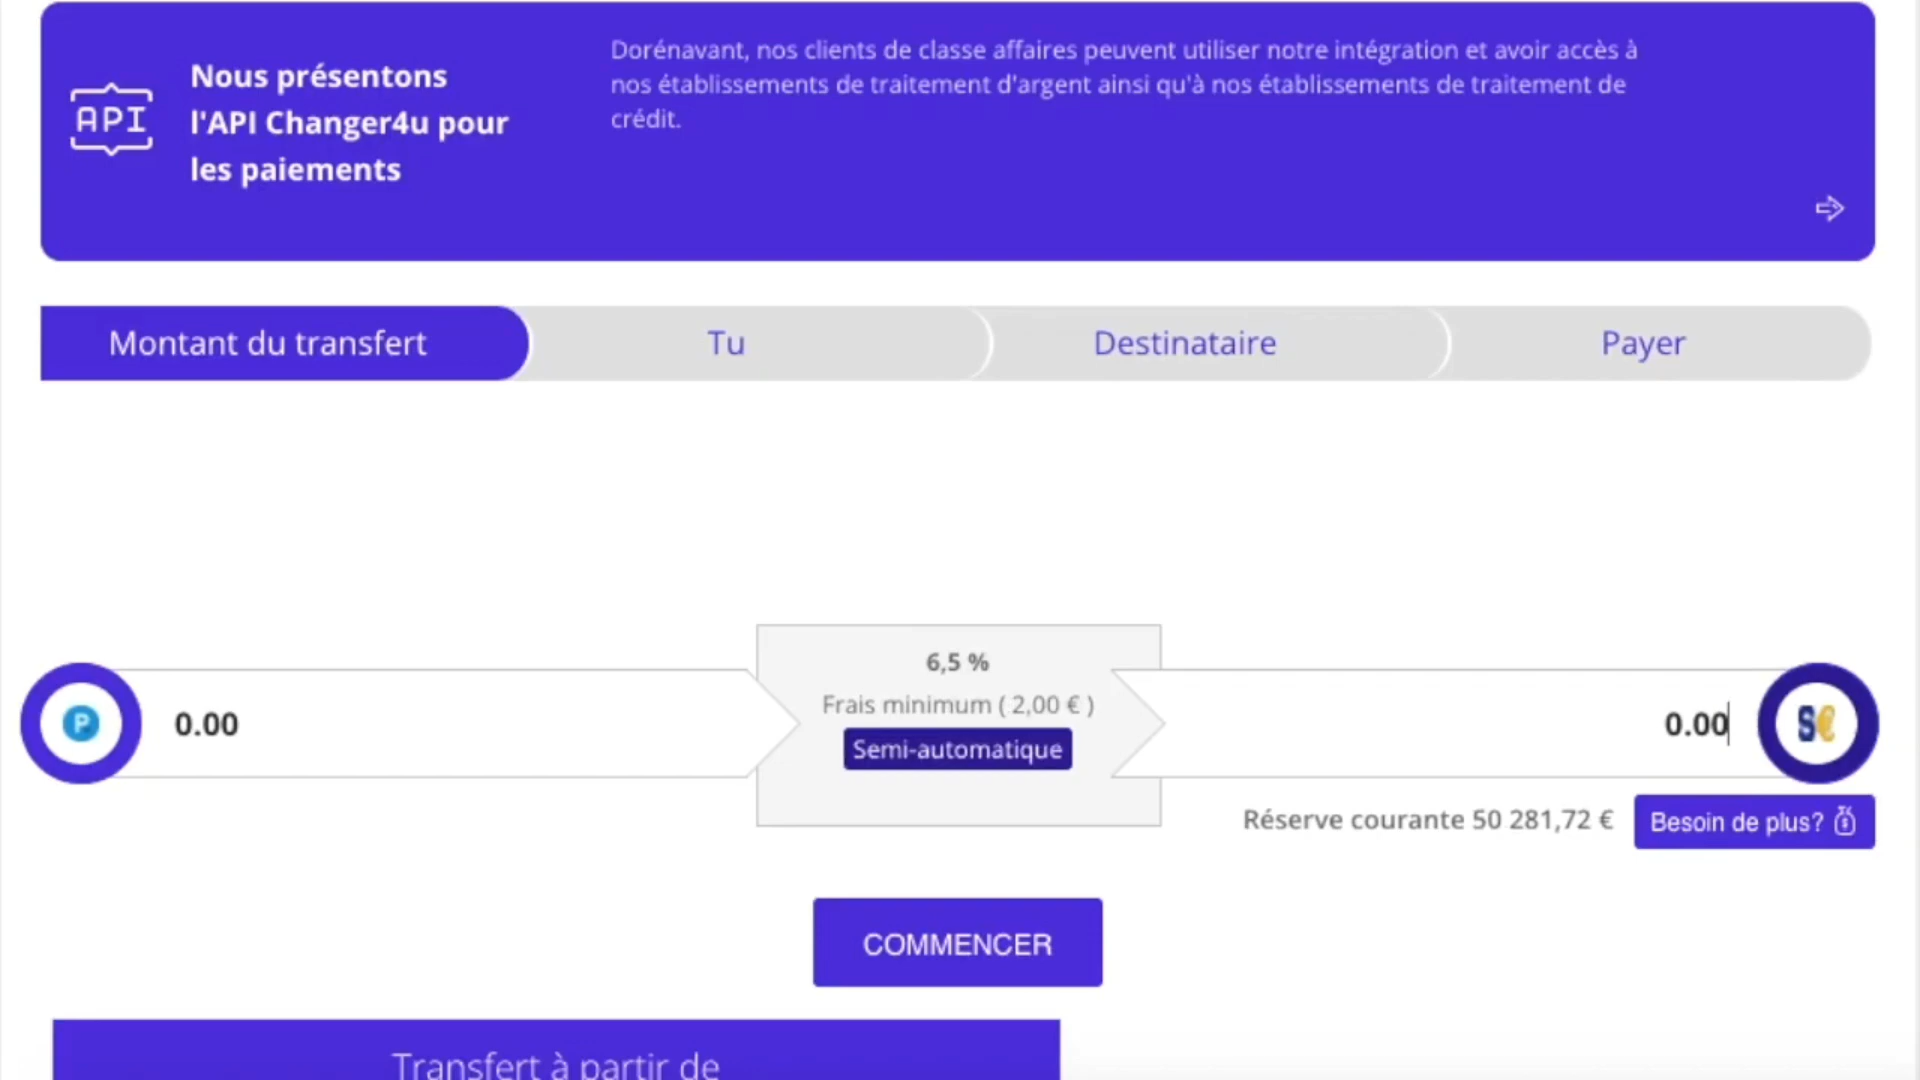 API
Nous présentons
l'API Changer4u pour
les paiements
Dorénavant, nos clients de classe affaires peuvent utiliser notre intégration et avoir accès à
nos établissements de traitement d'argent ainsi qu'à nos établissements de traitement de
crédit.
Montant du transfert
Tu
Destinataire
Payer
6,5 %
Frais minimum ( 2,00 € )
Semi-automatique
P
0.00
0.00
S€
Réserve courante 50 281,72 €
Besoin de plus?
COMMENCER
Transfert à partir de